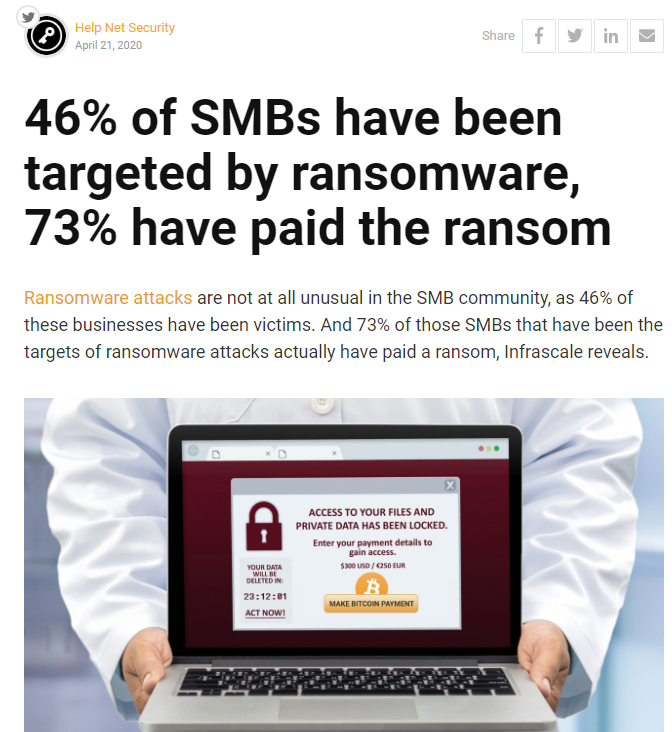 Help Net Security
April 21, 2020
Share
46% of SMBs have been
targeted by ransomware,
73% have paid the ransom
Ransomware attacks are not at all unusual in the SMB community, as 46% of
these businesses have been victims. And 73% of those SMBs that have been the
targets of ransomware attacks actually have paid a ransom, Infrascale reveals.
ACCESS TO YOUR FILES AND
PRIVATE DATA HAS BEEN LOCKED.
Enter your payment details to
gain access.
$300 USD / €250 EUR
MAKE BITCOIN PAYMENT
YOUR DATA
WILL BE
DELETED IN:
23:12:01
ACT NOW!